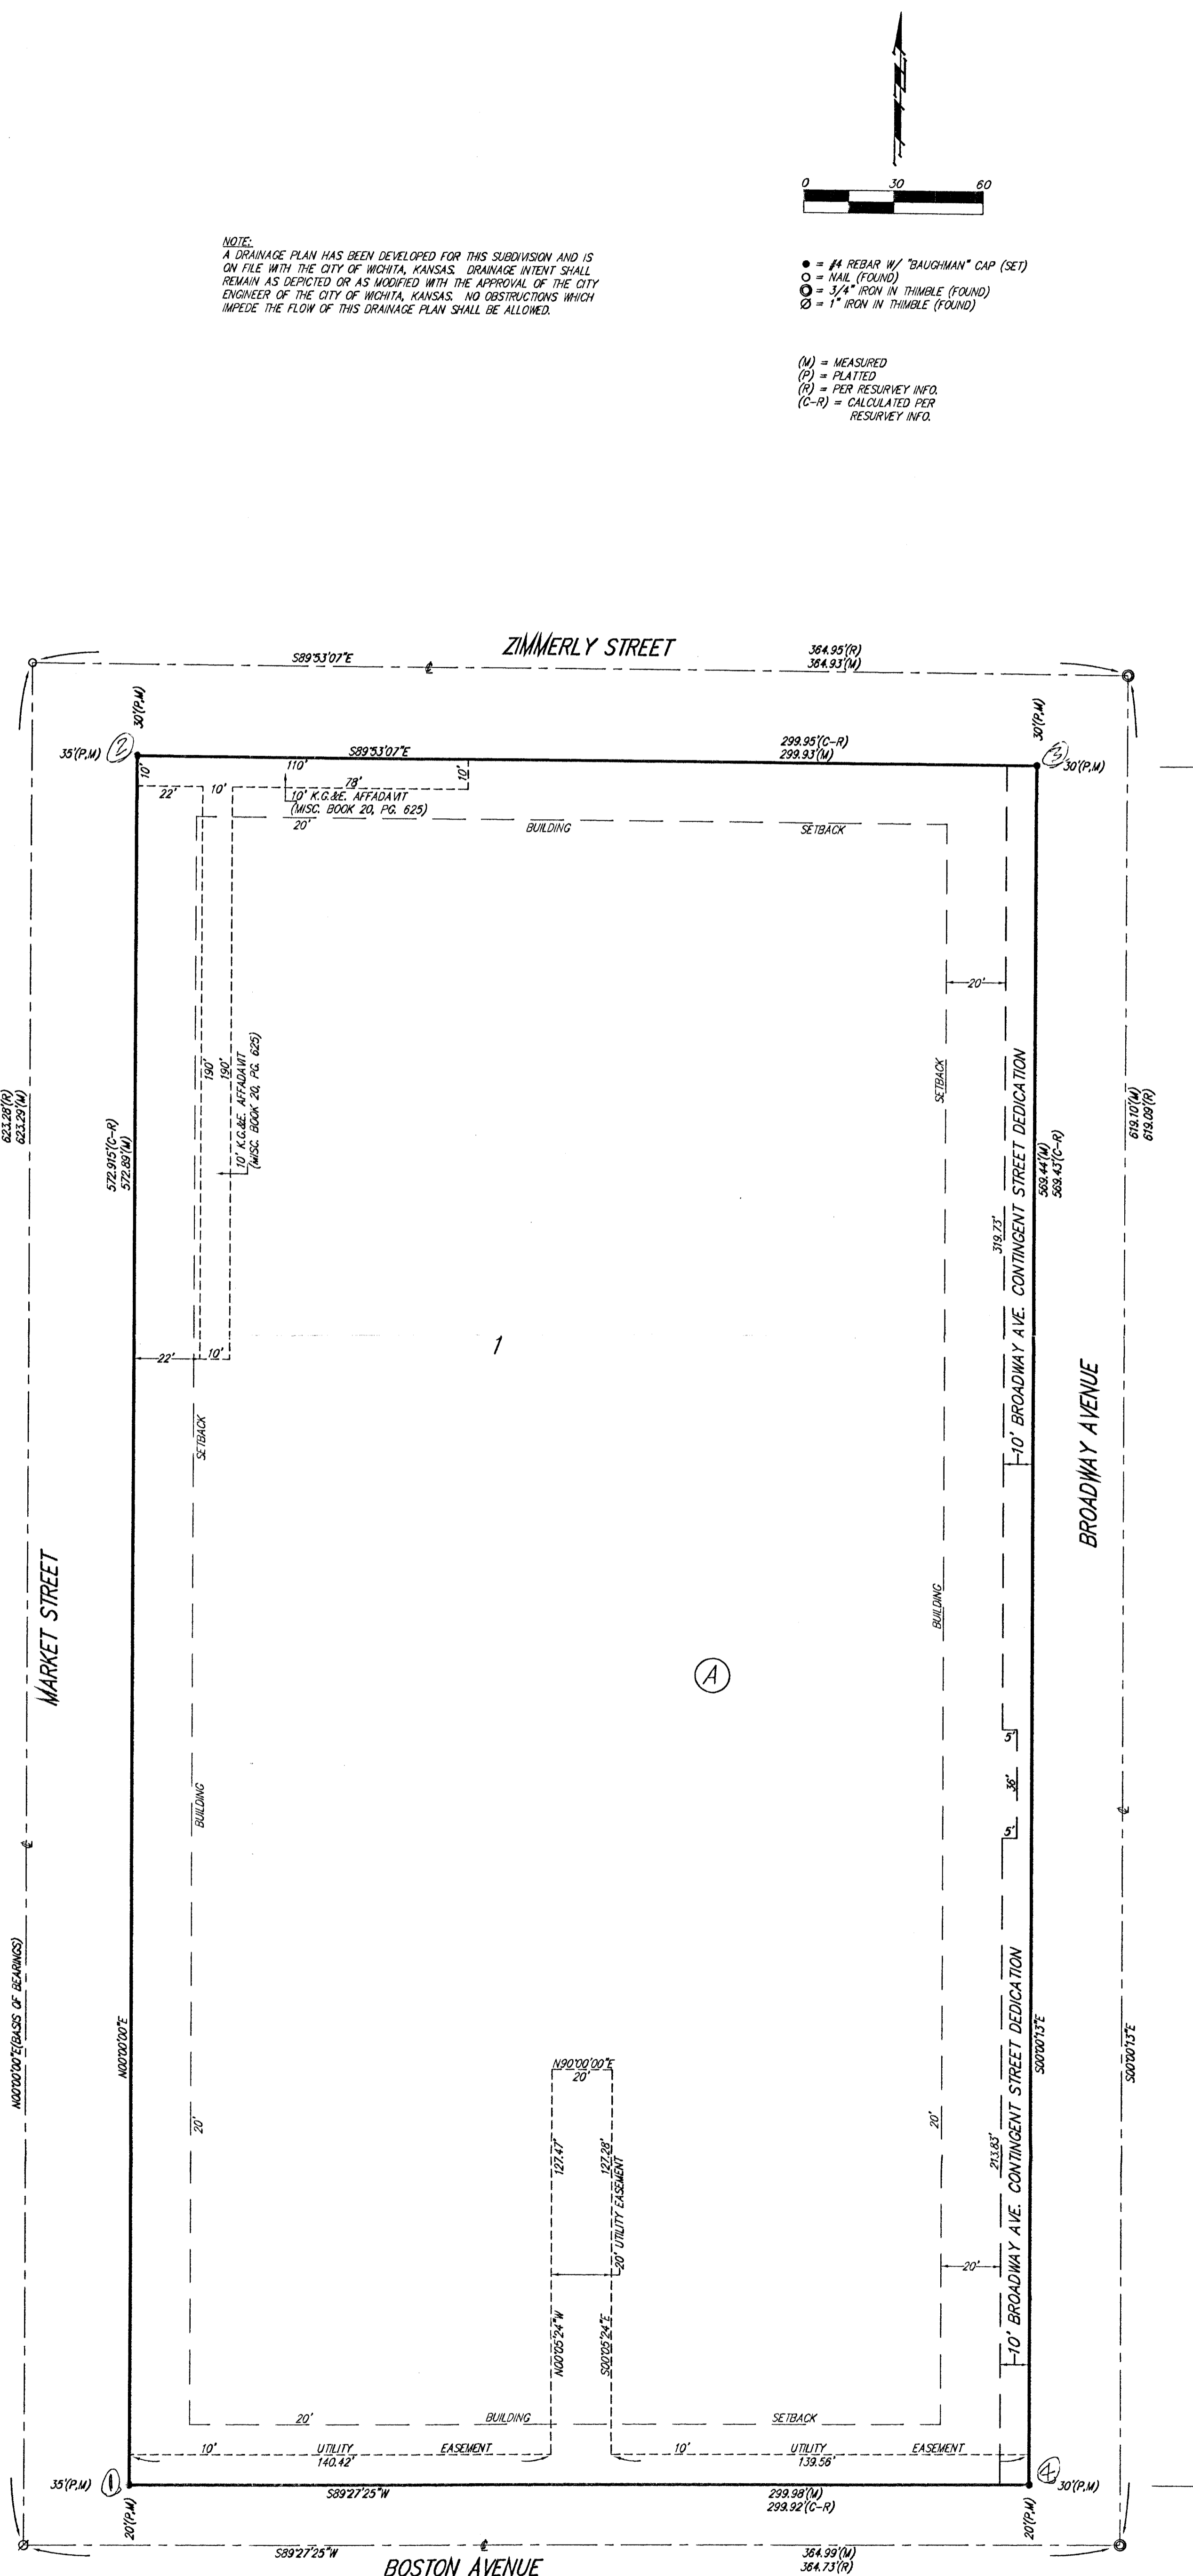 0 30 60
NOTE:
A DRAINAGE PLAN HAS BEEN DEVELOPED FOR THIS SUBDIVISION AND IS
ON FILE WITH THE CITY OF WICHITA, KANSAS. DRAINAGE INTENT SHALL
REMAIN AS DEPICTED OR AS MODIFIED WITH THE APPROVAL OF THE CITY
ENGINEER OF THE CITY OF WICHITA, KANSAS. NO OBSTRUCTIONS WHICH
IMPEDE THE FLOW OF THIS DRAINAGE PLAN SHALL BE ALLOWED.
● = #4 REBAR W/ "BAUGHMAN" CAP (SET)
○ = NAIL (FOUND)
◎ = 3/4" IRON IN THIMBLE (FOUND)
Ø = 1" IRON IN THIMBLE (FOUND)
(M) = MEASURED
(P) = PLATTED
(R) = PER RESURVEY INFO.
(C-R) = CALCULATED PER
RESURVEY INFO.
ZIMMERLY STREET
S89°53'07"E
364.95'(R)
364.93'(M)
30'(P,M)
30'(P,M)
35'(P,M)
2
S89°53'07"E
299.95'(C-R)
299.93'(M)
3
30'(P,M)
10'
110'
10'
22'
10'
78'
10' K.G.&E. AFFADAVIT
(MISC. BOOK 20, PG. 625)
20'
BUILDING
SETBACK
20'
190'
190'
10' K.G.&E. AFFADAVIT
(MISC. BOOK 20, PG. 625)
SETBACK
623.28'(R)
623.29'(M)
572.915'(C-R)
572.89'(M)
319.73'
10' BROADWAY AVE. CONTINGENT STREET DEDICATION
569.44'(M)
569.43'(C-R)
619.10'(M)
619.09'(R)
22'
10'
1
SETBACK
BROADWAY AVENUE
MARKET STREET
BUILDING
A
5'
36'
5'
BUILDING
N00°00'00"E(BASIS OF BEARINGS)
N00°00'00"E
S00°00'13"E
S00°00'13"E
N90°00'00"E
20'
20'
127.47'
127.28'
20' UTILITY EASEMENT
20'
213.83'
10' BROADWAY AVE. CONTINGENT STREET DEDICATION
20'
N00°05'24"W
S00°05'24"E
20'
BUILDING
SETBACK
10' UTILITY EASEMENT
140.42'
10' UTILITY EASEMENT
139.56'
35'(P,M)
1
S89°27'25"W
299.98'(M)
299.92'(C-R)
4
30'(P,M)
20'(P,M)
20'(P,M)
S89°27'25"W
364.99'(M)
364.73'(R)
BOSTON AVENUE